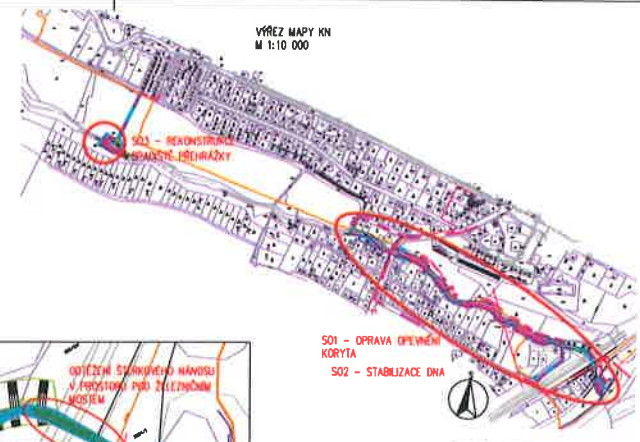 VÝŘEZ MAPY KN
M 1:10 000
SO3 - REKONSTRUKCE
SPADIŠTĚ PŘEHRÁŽKY
SO1 - OPRAVA OPEVNĚNÍ
KORYTA
SO2 - STABILIZACE DNA
ODTĚŽENÍ ŠTĚRKOVÉHO NÁNOSU
V PROSTORU POD ŽELEZNIČNÍM
MOSTEM